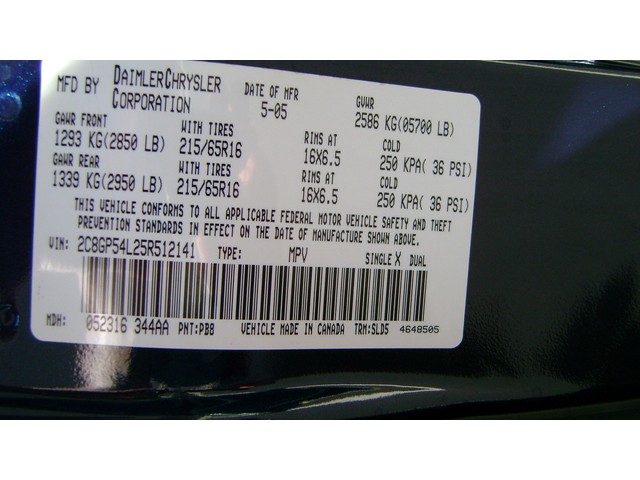 MFD BY DAIMLERCHRYSLER CORPORATION DATE OF MFR 5-05 GVWR 2586 KG(05700 LB)
GAWR FRONT WITH TIRES RIMS AT COLD
1293 KG(2850 LB) 215/65R16 16X6.5 250 KPA( 36 PSI)
GAWR REAR WITH TIRES RIMS AT COLD
1339 KG(2950 LB) 215/65R16 16X6.5 250 KPA( 36 PSI)
THIS VEHICLE CONFORMS TO ALL APPLICABLE FEDERAL MOTOR VEHICLE SAFETY AND THEFT
PREVENTION STANDARDS IN EFFECT ON THE DATE OF MANUFACTURE SHOWN ABOVE.
VIN: 2C8GP54L25R512141 TYPE: MPV SINGLE X DUAL
MDH: 052316 344AA PNT:PB8 VEHICLE MADE IN CANADA TRM:SLD5 4648505